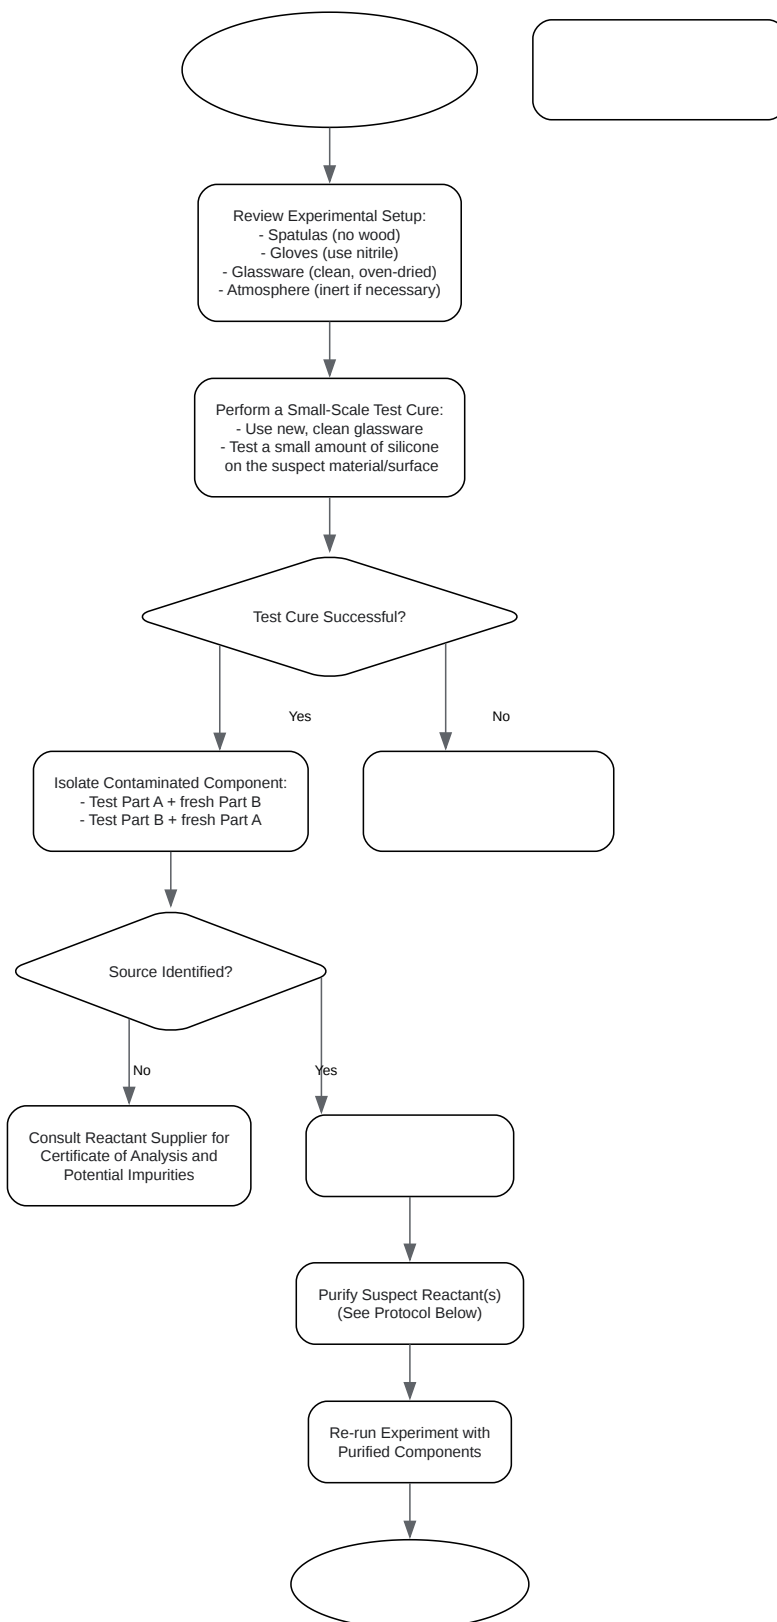 Review Experimental Setup:
- Spatulas (no wood)
- Gloves (use nitrile)
- Glassware (clean, oven-dried)
- Atmosphere (inert if necessary)
Perform a Small-Scale Test Cure:
- Use new, clean glassware
- Test a small amount of silicone
on the suspect material/surface
Test Cure Successful?
Yes
No
Isolate Contaminated Component:
- Test Part A + fresh Part B
- Test Part B + fresh Part A
Source Identified?
No
Yes
Consult Reactant Supplier for
Certificate of Analysis and
Potential Impurities
Purify Suspect Reactant(s)
(See Protocol Below)
Re-run Experiment with
Purified Components